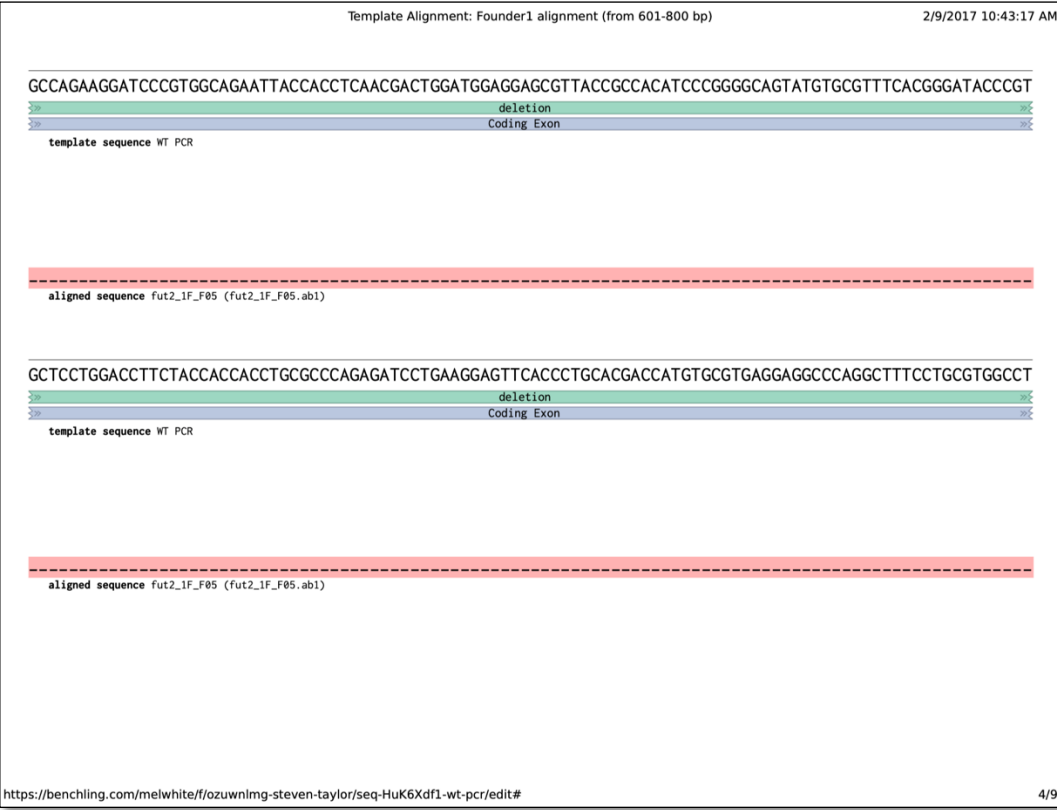 Template Alignment: Founder1 alignment (from 601-800 bp) 2/9/2017 10:43:17 AM
GCCAGAAGGATCCCGTGGCAGAATTACCACCTCAACGACTGGATGGAGGAGCGTTACCGCCACATCCCGGGGCAGTATGTGCGTTTCACGGGATACCCGT
deletion
Coding Exon
template sequence WT PCR
----------------------------------------------------------------------------------------------------
aligned sequence fut2_1F_F05 (fut2_1F_F05.ab1)
GCTCCTGGACCTTCTACCACCACCTGCGCCCAGAGATCCTGAAGGAGTTCACCCTGCACGACCATGTGCGTGAGGAGGCCCAGGCTTTCCTGCGTGGCCT
deletion
Coding Exon
template sequence WT PCR
----------------------------------------------------------------------------------------------------
aligned sequence fut2_1F_F05 (fut2_1F_F05.ab1)
https://benchling.com/melwhite/f/ozuwnlmg-steven-taylor/seq-HuK6Xdf1-wt-pcr/edit# 4/9